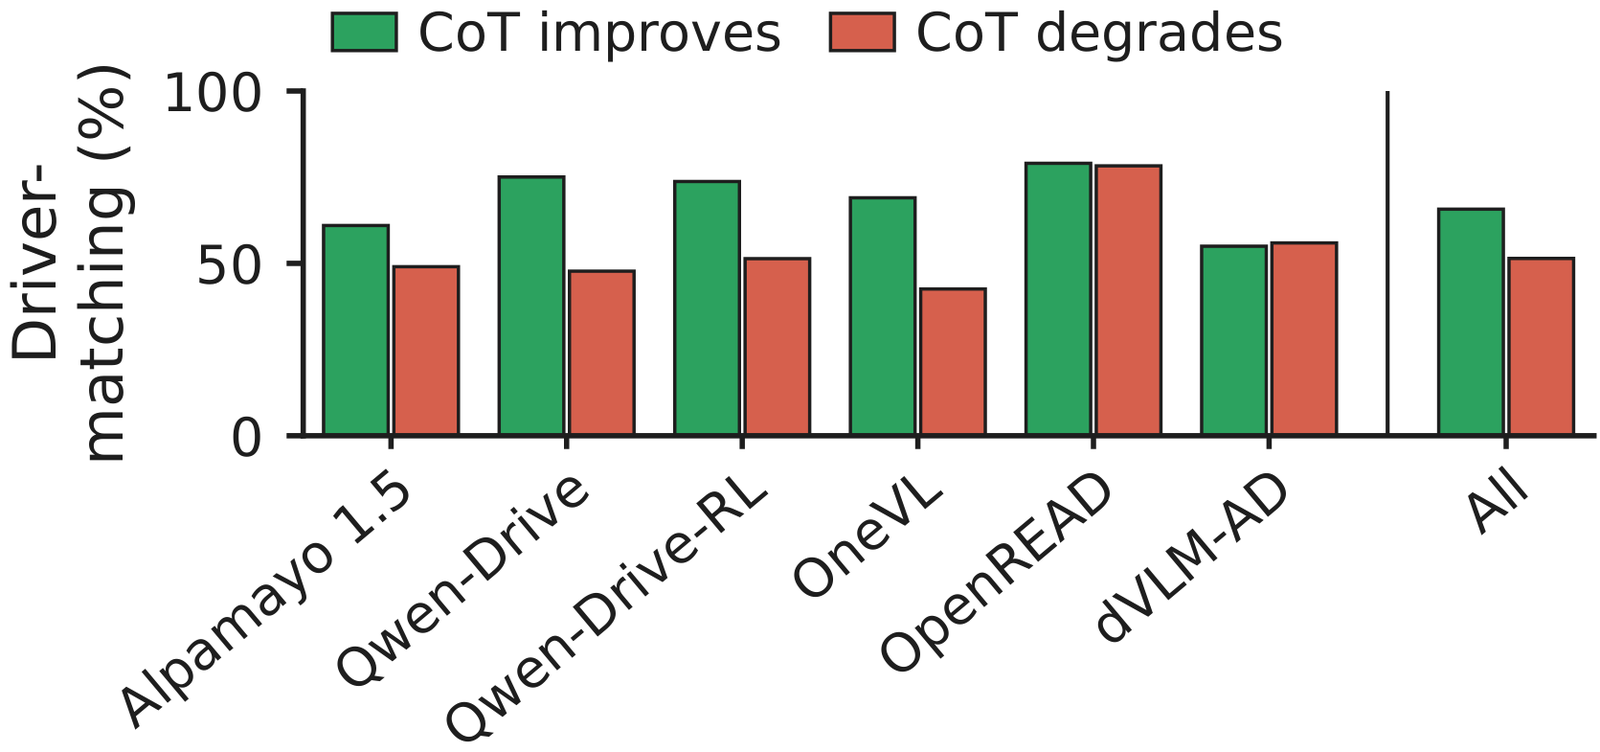 CoT improves
CoT degrades
Driver-
matching (%)
100
50
0
Alpamayo 1.5
Qwen-Drive
Qwen-Drive-RL
OneVL
OpenREAD
dVLM-AD
All